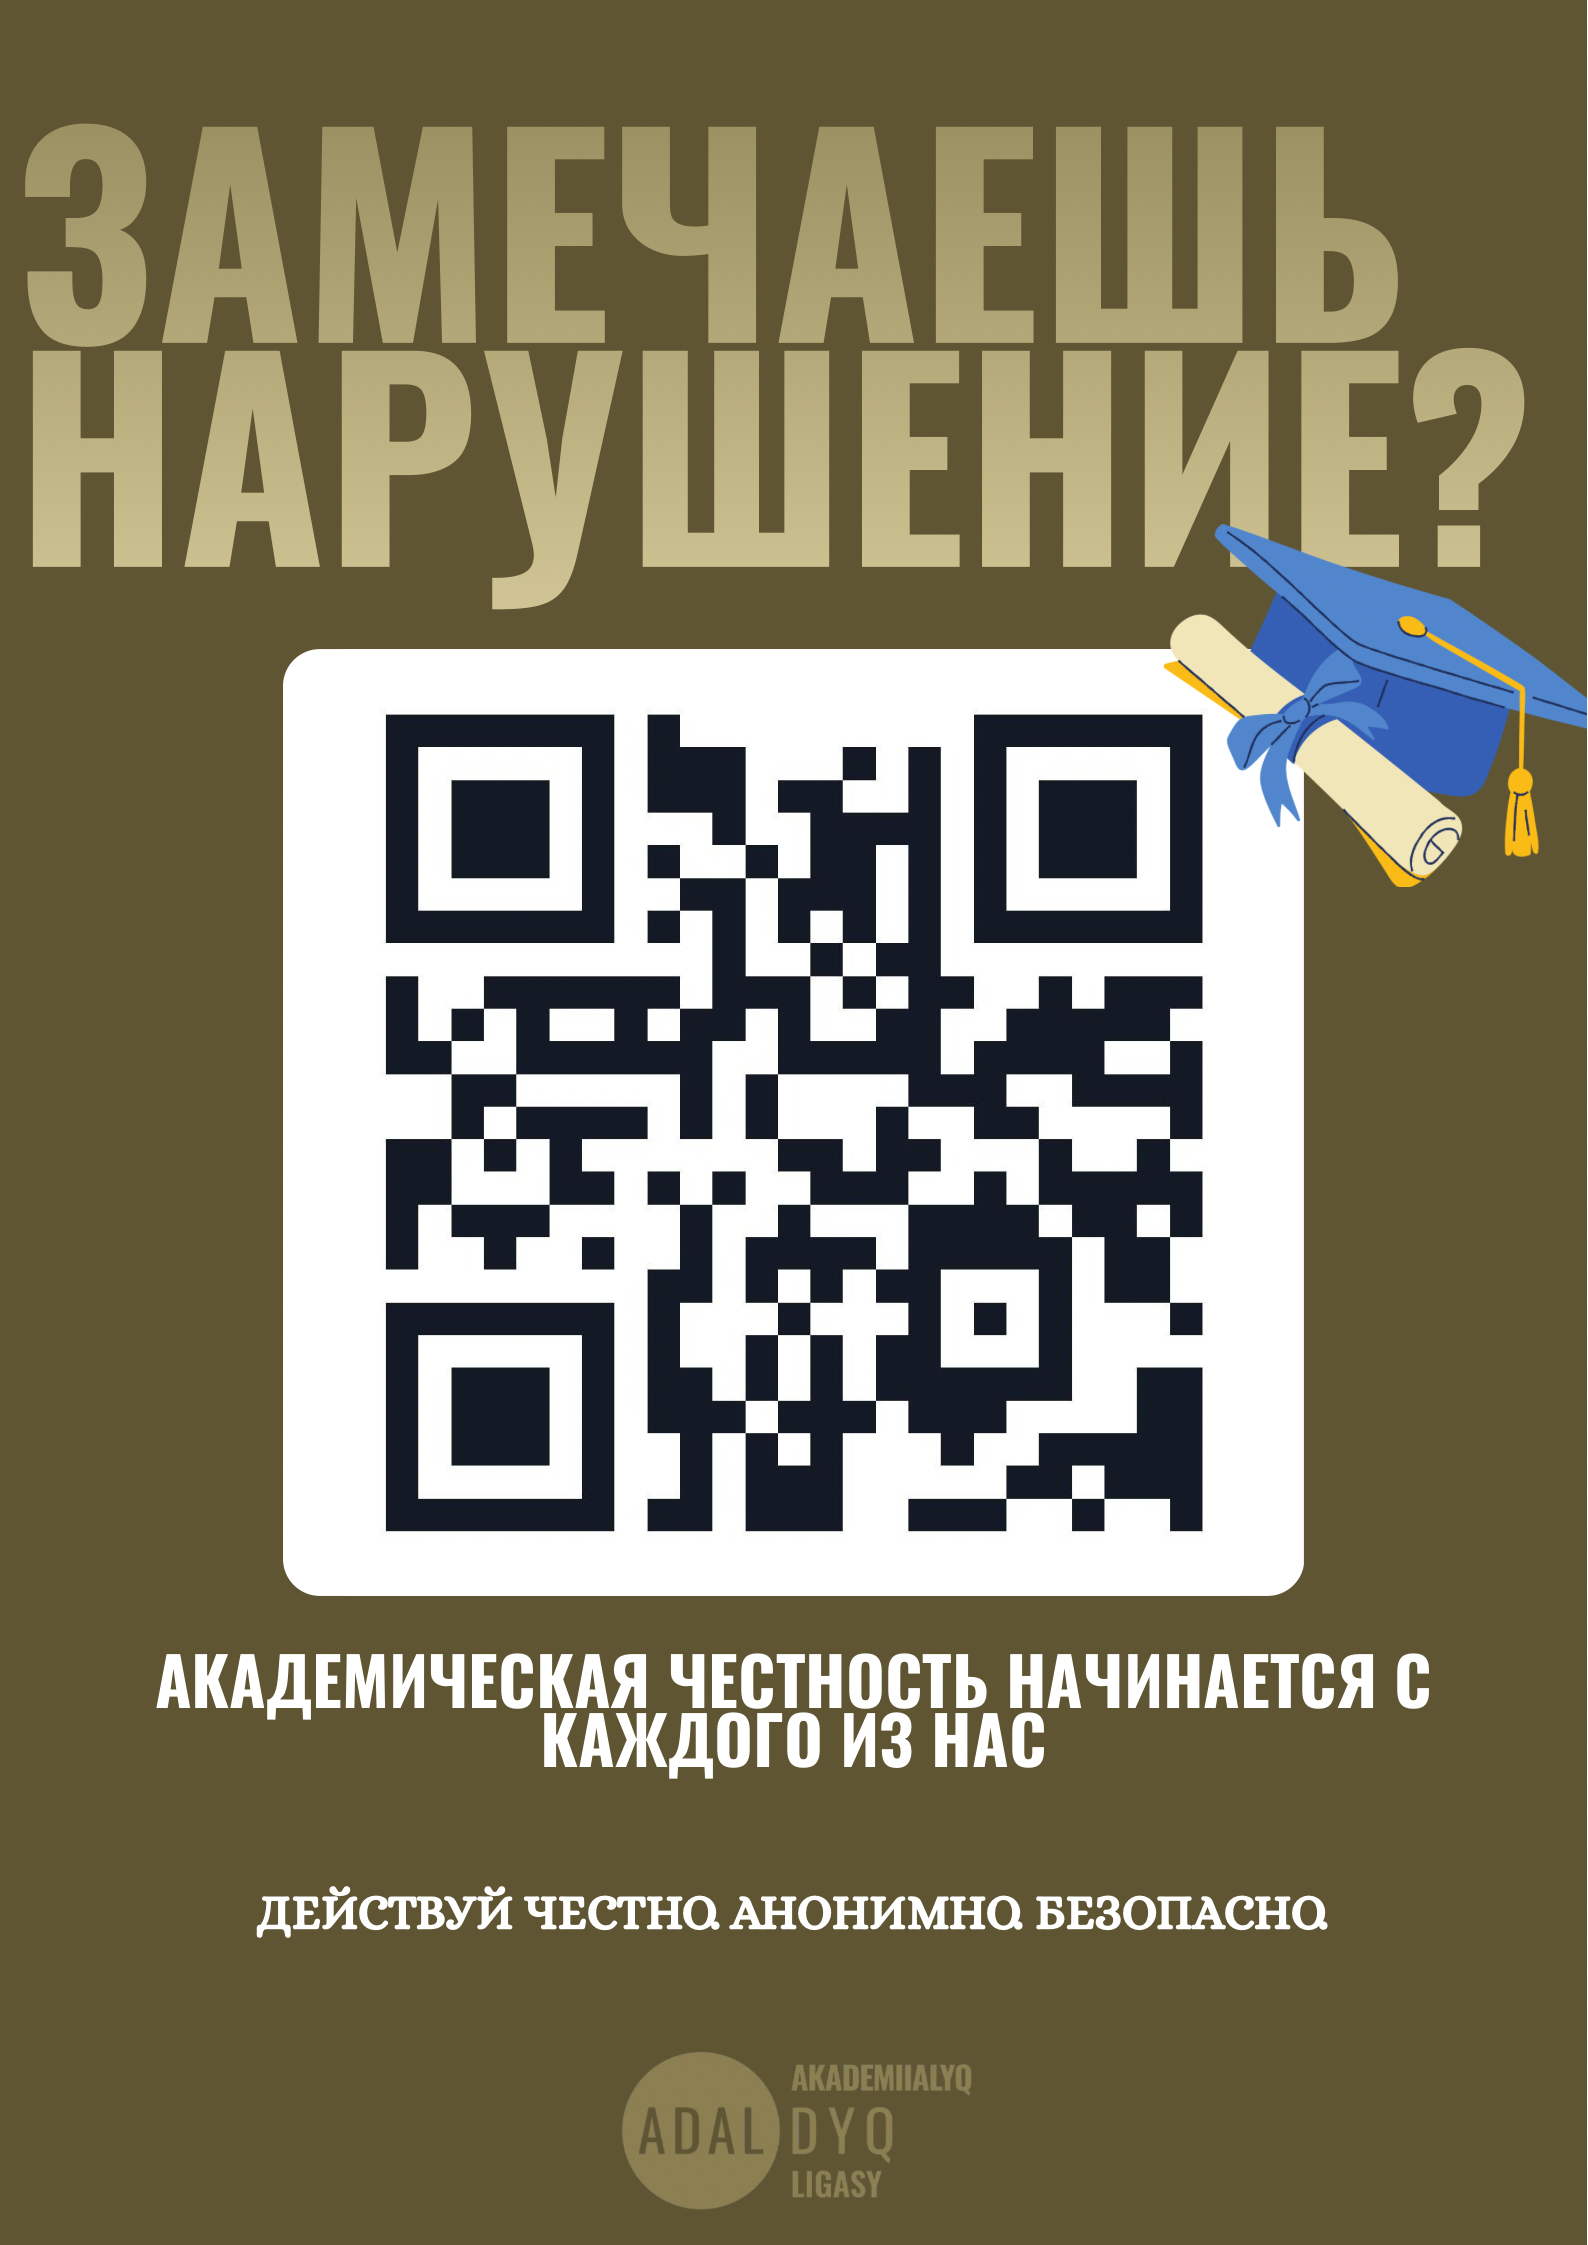 ЗАМЕЧАЕШЬ
НАРУШЕНИЕ?
АКАДЕМИЧЕСКАЯ ЧЕСТНОСТЬ НАЧИНАЕТСЯ С
КАЖДОГО ИЗ НАС
ДЕЙСТВУЙ ЧЕСТНО. АНОНИМНО. БЕЗОПАСНО.
AKADEMIIALYQ
ADAL DYQ
LIGASY